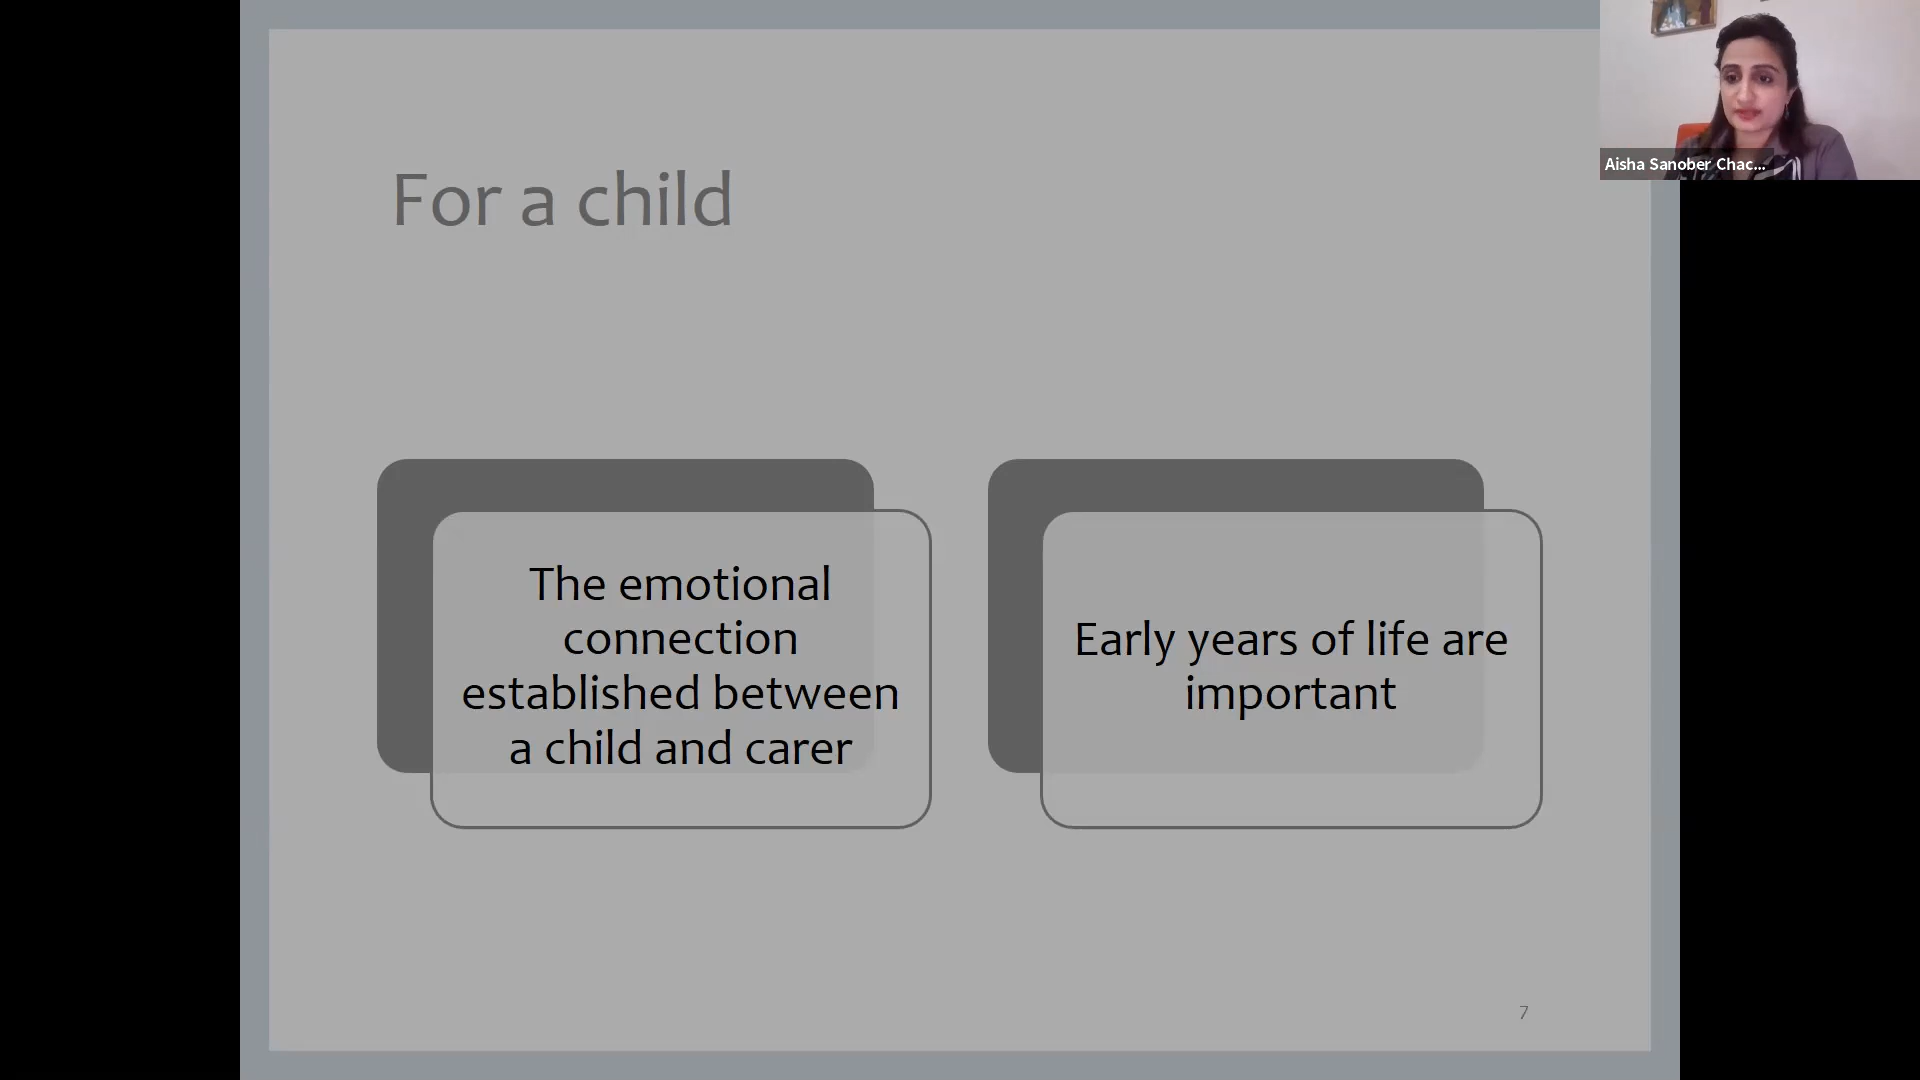 Aisha Sanober Chac...
For a child
The emotional
connection
established between
a child and carer
Early years of life are
important
7